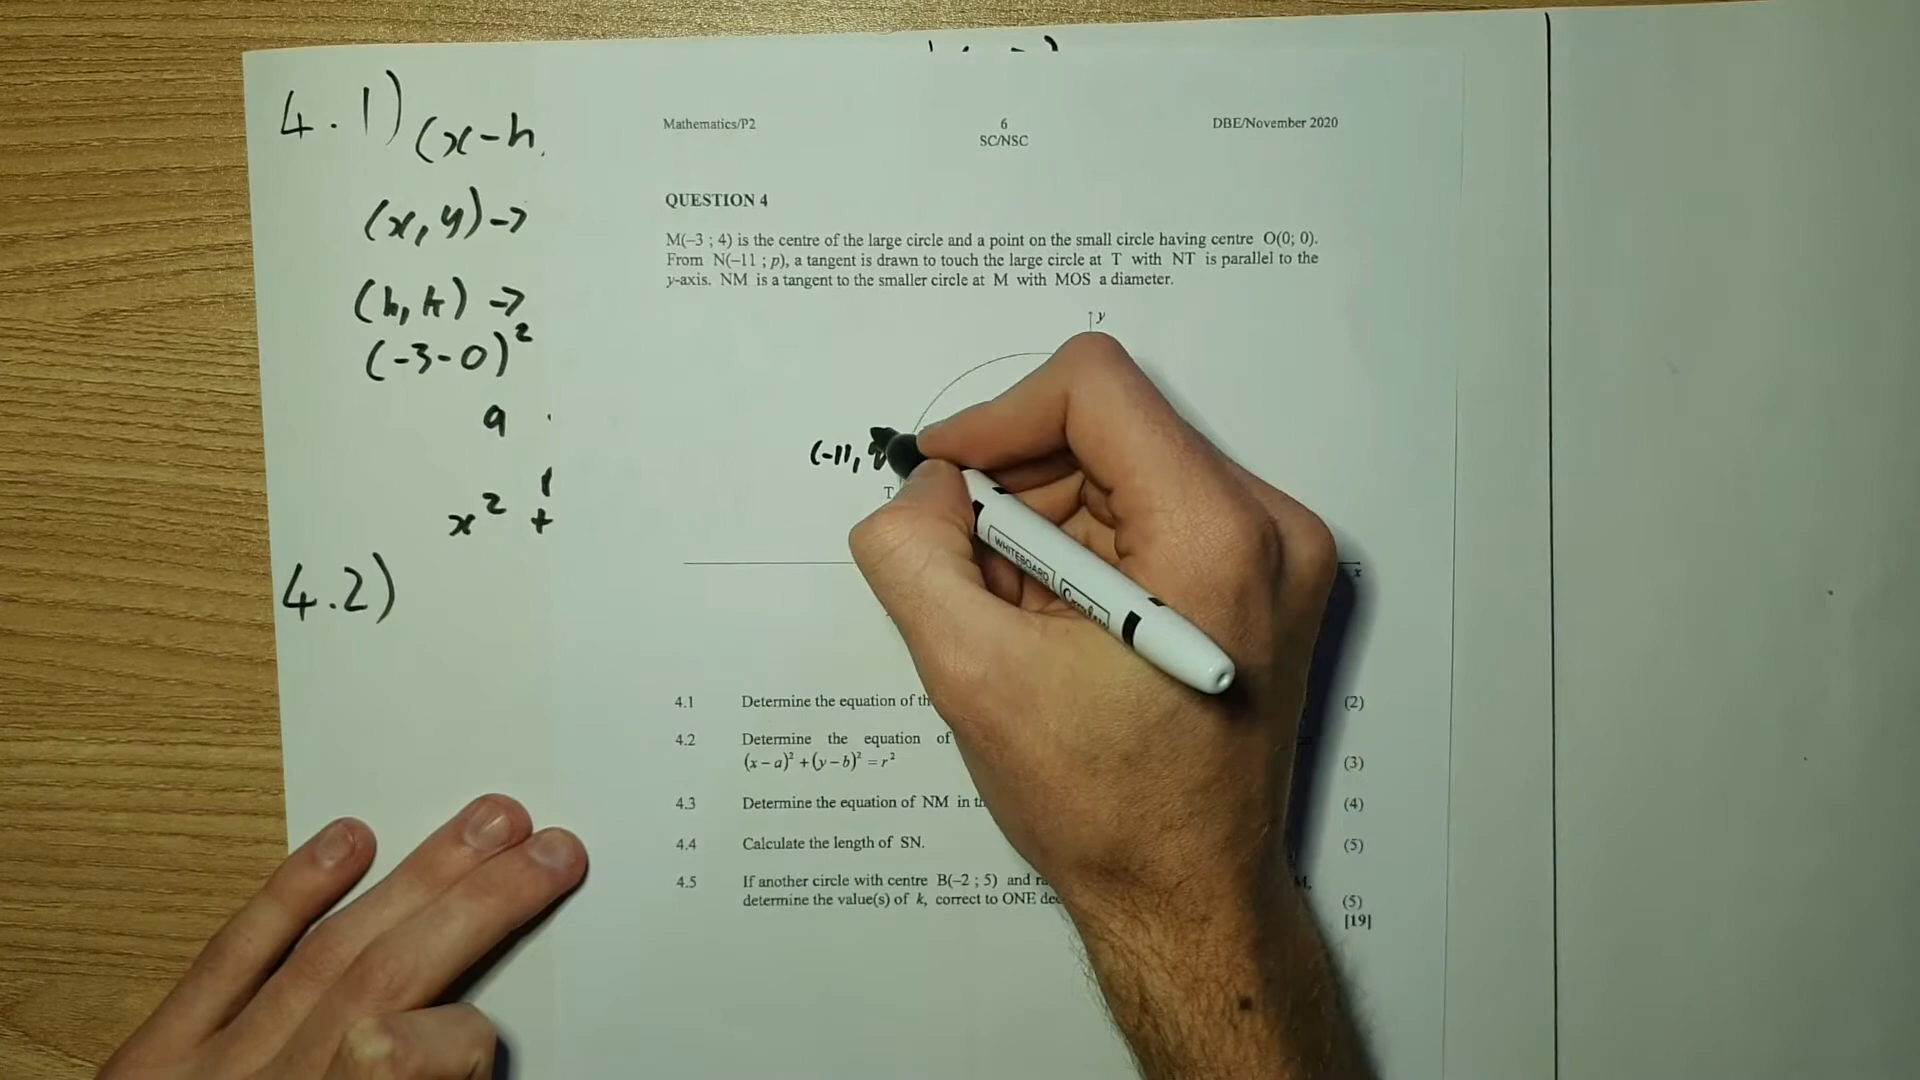 4.1) (x-h
(x,y)->
(h,k) ->
(-3-0)²
9
x² +
4.2)
Mathematics/P2
6
SC/NSC
DBE/November 2020
QUESTION 4
M(–3 ; 4) is the centre of the large circle and a point on the small circle having centre O(0; 0).
From N(–11 ; p), a tangent is drawn to touch the large circle at T with NT is parallel to the
y-axis. NM is a tangent to the smaller circle at M with MOS a diameter.
y
(-11,
T
x
WHITEBOARD
4.1 Determine the equation of (2)
4.2 Determine the equation of
(x – a)² + (y – b)² = r² (3)
4.3 Determine the equation of NM in (4)
4.4 Calculate the length of SN. (5)
4.5 If another circle with centre B(–2 ; 5) and M,
determine the value(s) of k, correct to ONE (5)
[19]